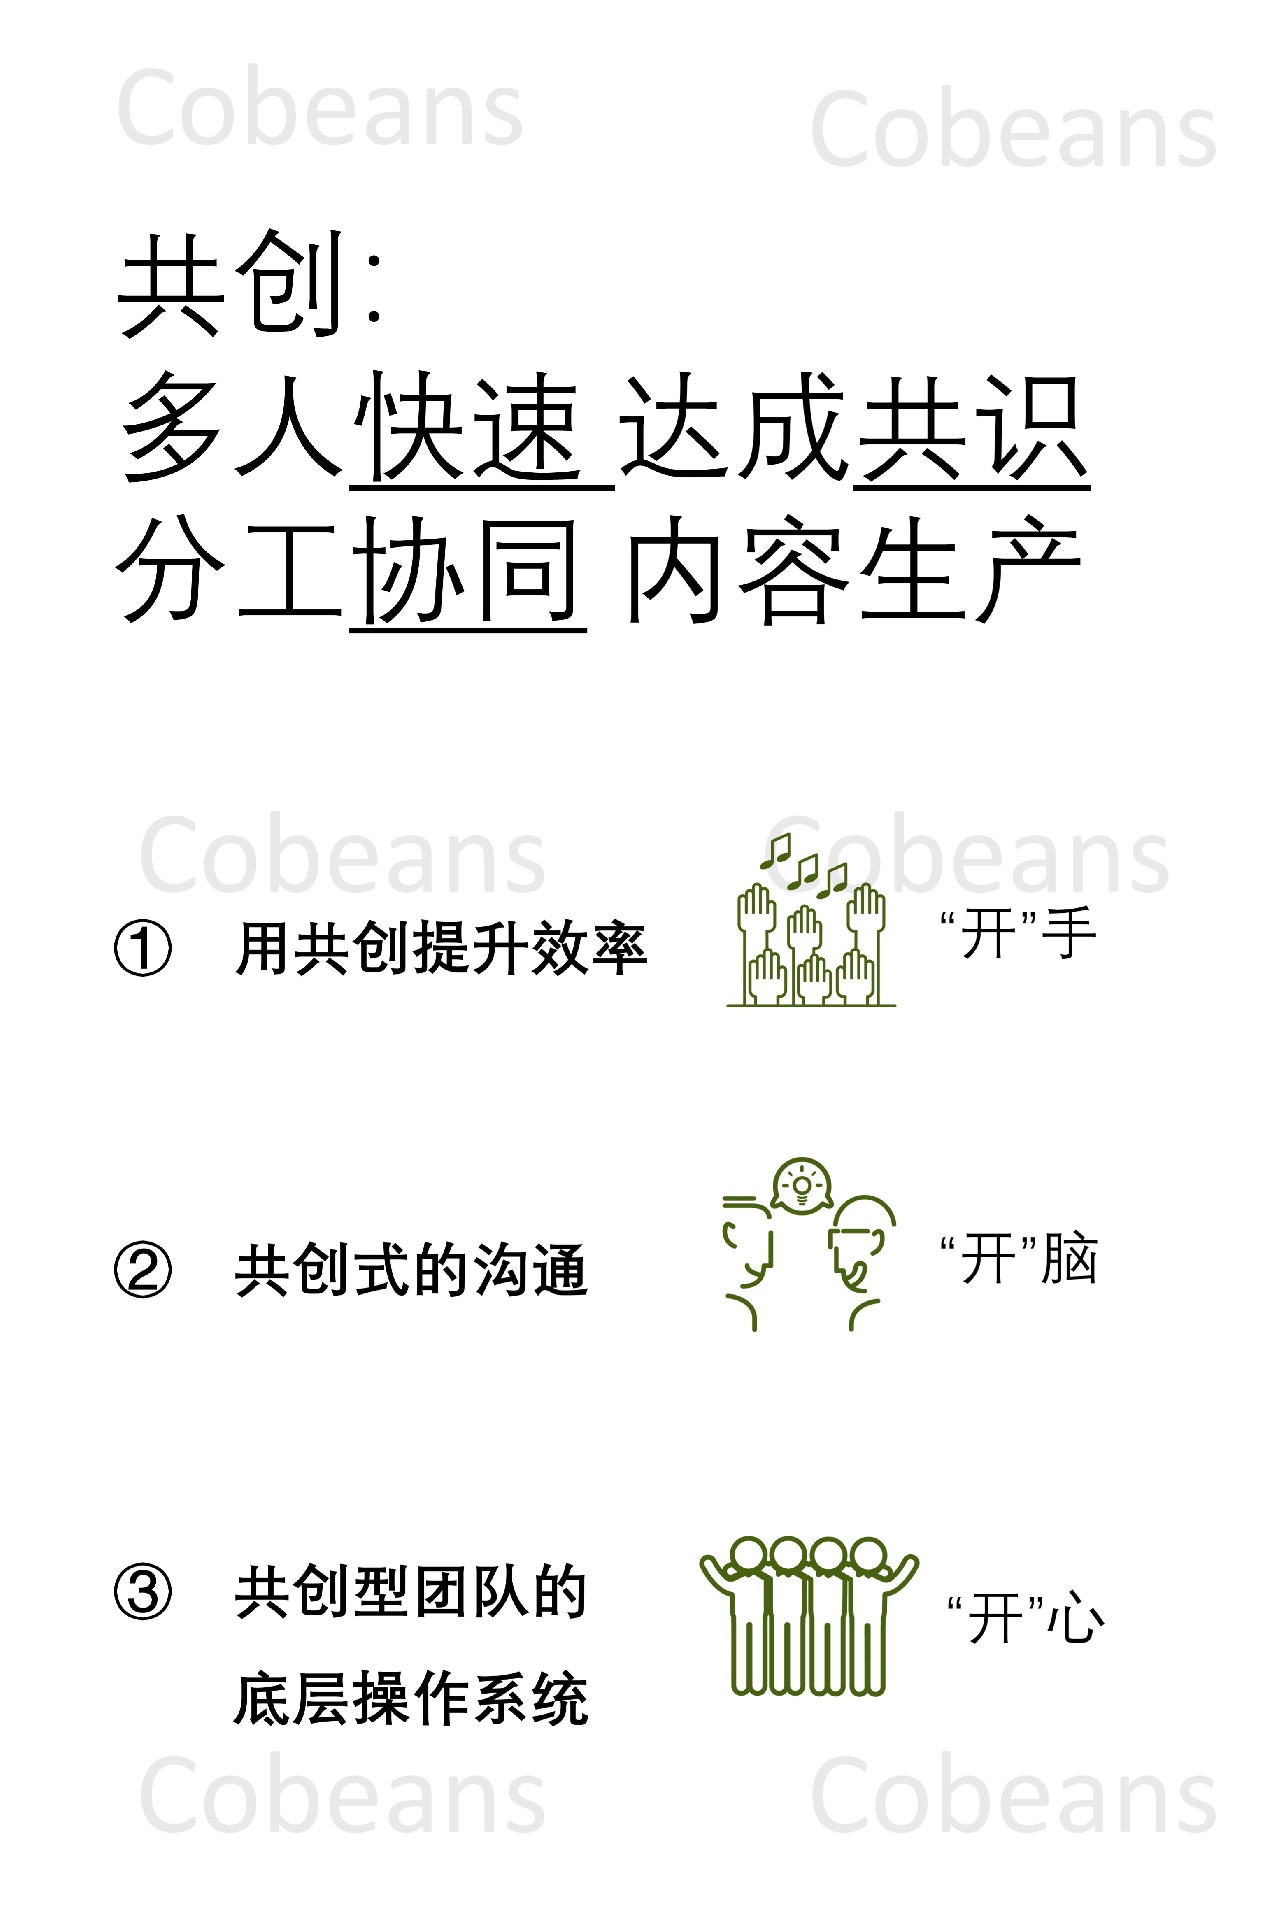 Cobeans Cobeans
共创：
多人快速 达成共识
分工协同 内容生产
Cobeans Cobeans
① 用共创提升效率 “开”手
② 共创式的沟通 “开”脑
③ 共创型团队的 “开”心
底层操作系统
Cobeans Cobeans